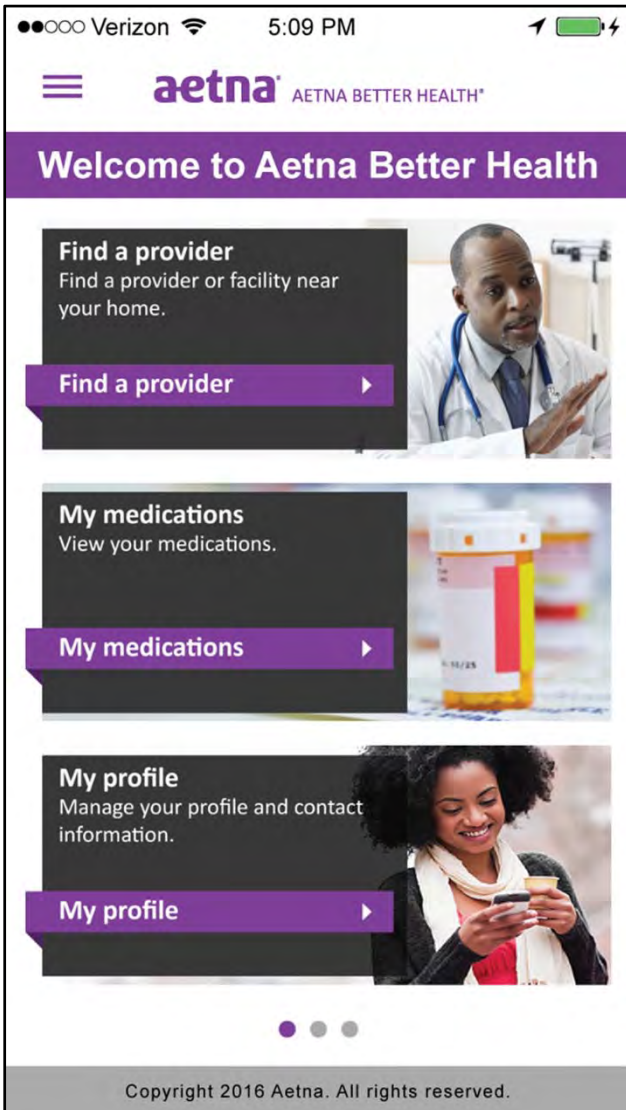 Verizon 5:09 PM
aetna® AETNA BETTER HEALTH®
Welcome to Aetna Better Health
Find a provider
Find a provider or facility near
your home.
Find a provider
My medications
View your medications.
My medications
My profile
Manage your profile and contact
information.
My profile
Copyright 2016 Aetna. All rights reserved.